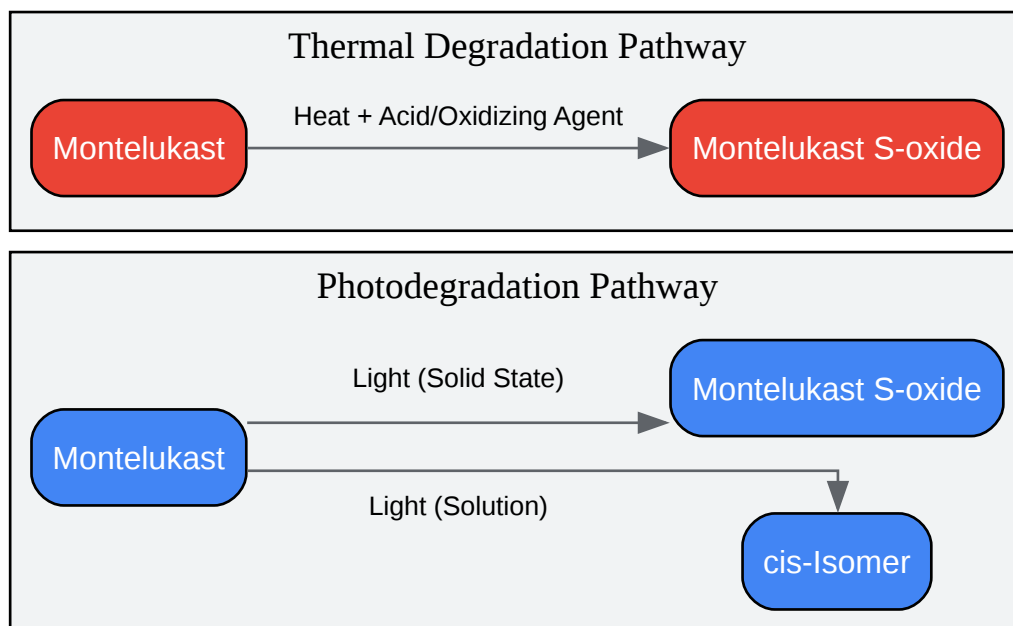 Thermal Degradation Pathway
Heat + Acid/Oxidizing Agent
Montelukast
Montelukast S-oxide
Photodegradation Pathway
Light (Solid State)
Montelukast S-oxide
Montelukast
Light (Solution)
cis-Isomer